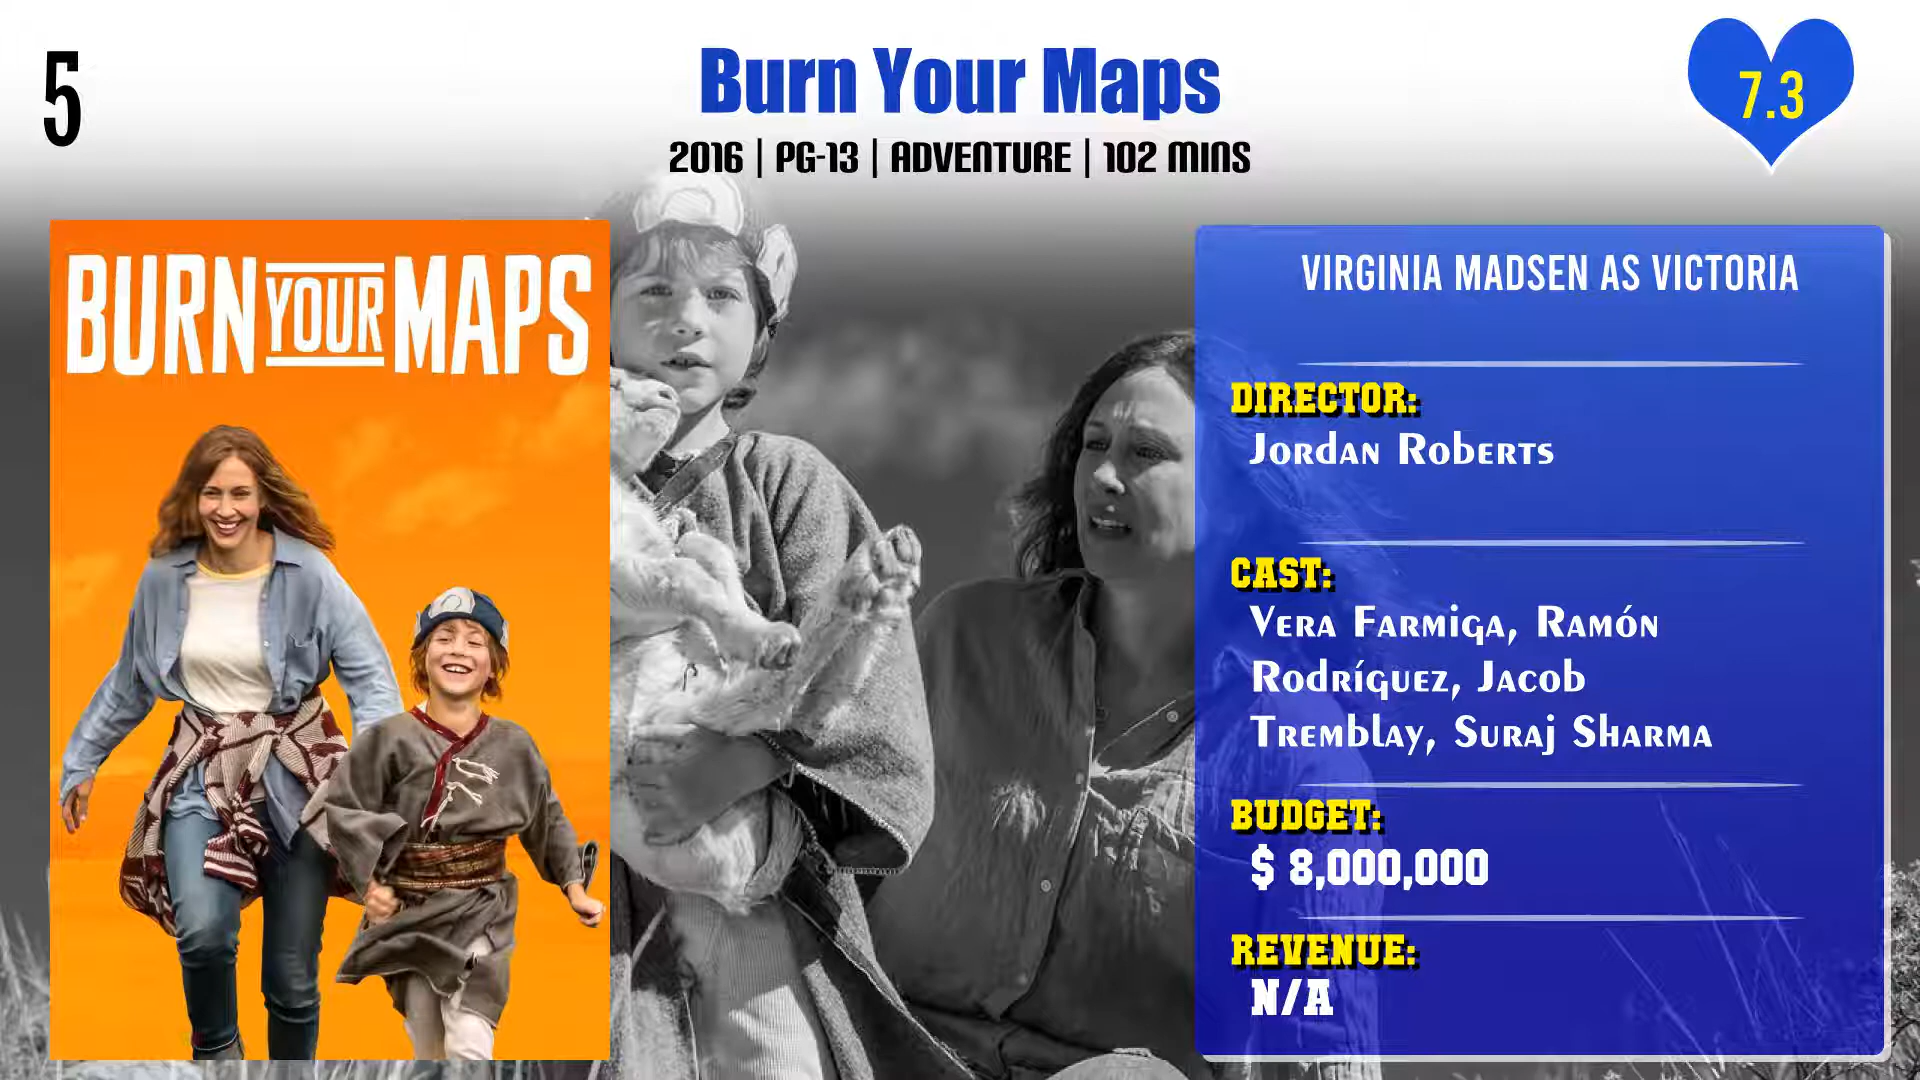 5
Burn Your Maps
7.3
2016 | PG-13 | ADVENTURE | 102 MINS
BURN YOUR MAPS
VIRGINIA MADSEN AS VICTORIA
DIRECTOR:
Jordan Roberts
CAST:
Vera Farmiga, Ramón
Rodríguez, Jacob
Tremblay, Suraj Sharma
BUDGET:
$ 8,000,000
REVENUE:
N/A